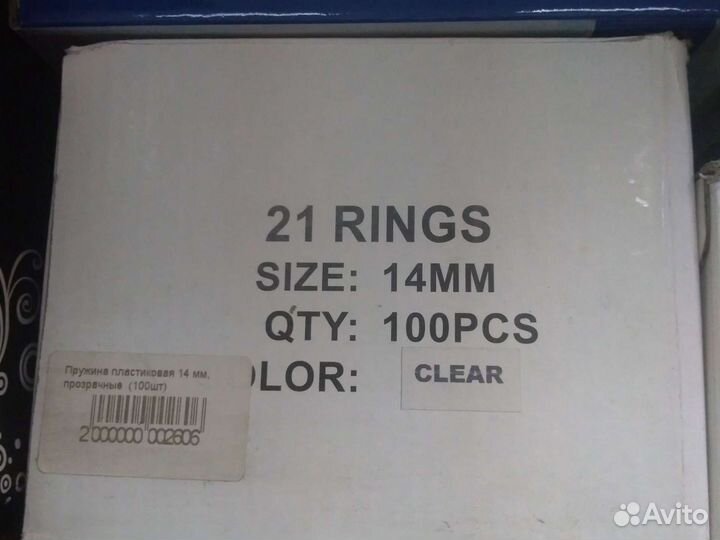 21 RINGS
SIZE: 14MM
QTY: 100PCS
OLOR: CLEAR
Пружина пластиковая 14 мм,
прозрачные (100шт)
2 000000 002606
Avito